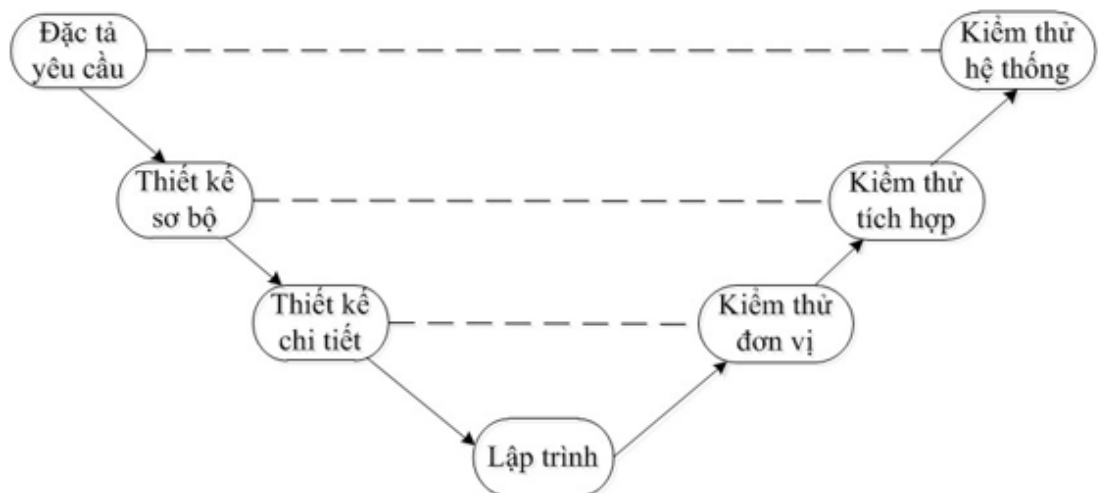 Đặc tả
yêu cầu
Kiểm thử
hệ thống
Thiết kế
sơ bộ
Kiểm thử
tích hợp
Thiết kế
chi tiết
Kiểm thử
đơn vị
Lập trình